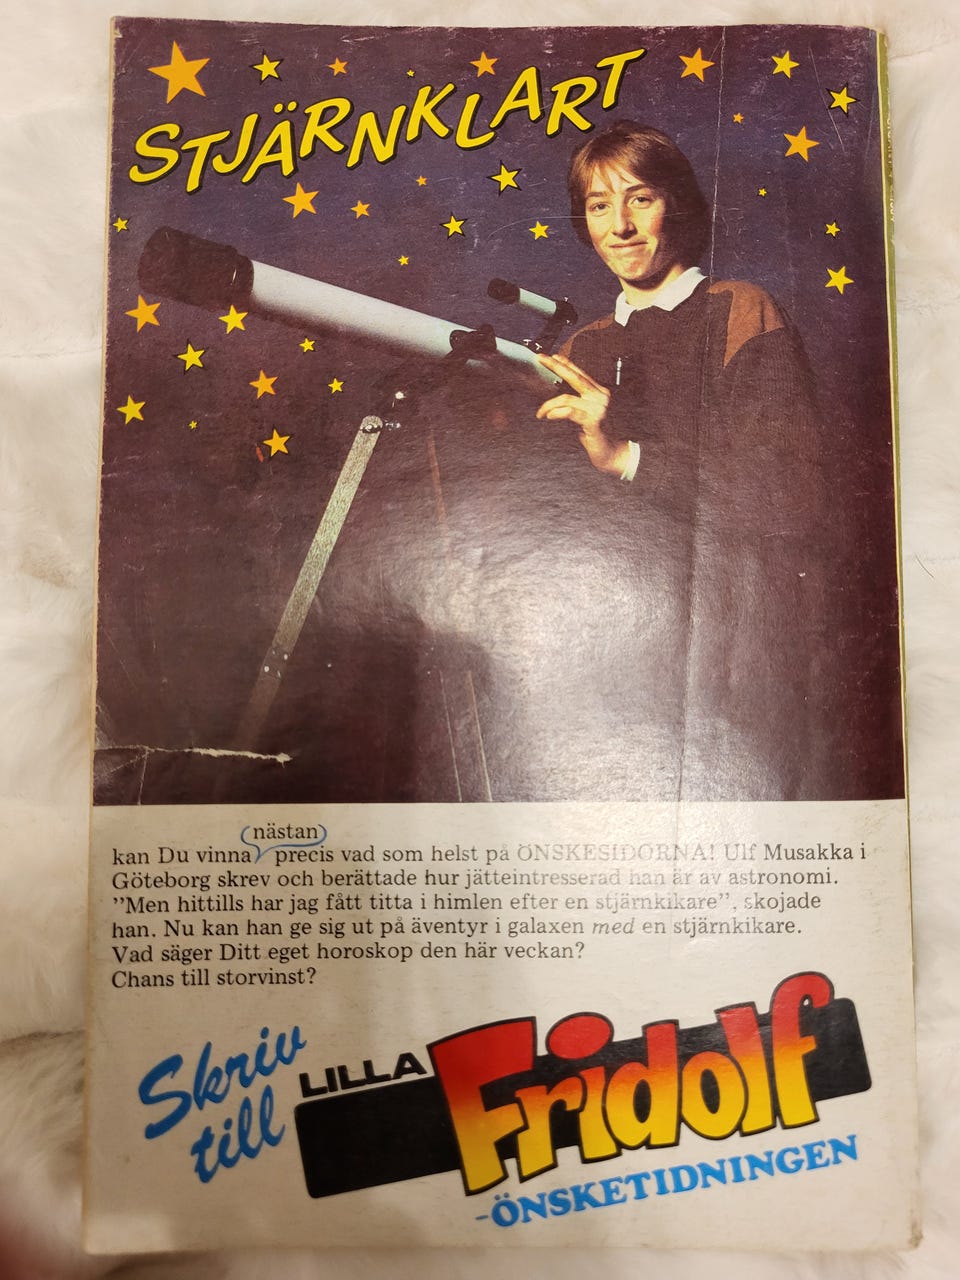 STJÄRNKLART
(nästan)
kan Du vinna precis vad som helst på ÖNSKESIDORNA! Ulf Musakka i
Göteborg skrev och berättade hur jätteintresserad han är av astronomi.
”Men hittills har jag fått titta i himlen efter en stjärnkikare”, skojade
han. Nu kan han ge sig ut på äventyr i galaxen med en stjärnkikare.
Vad säger Ditt eget horoskop den här veckan?
Chans till storvinst?
Skriv
till
LILLA
Fridolf
-ÖNSKETIDNINGEN